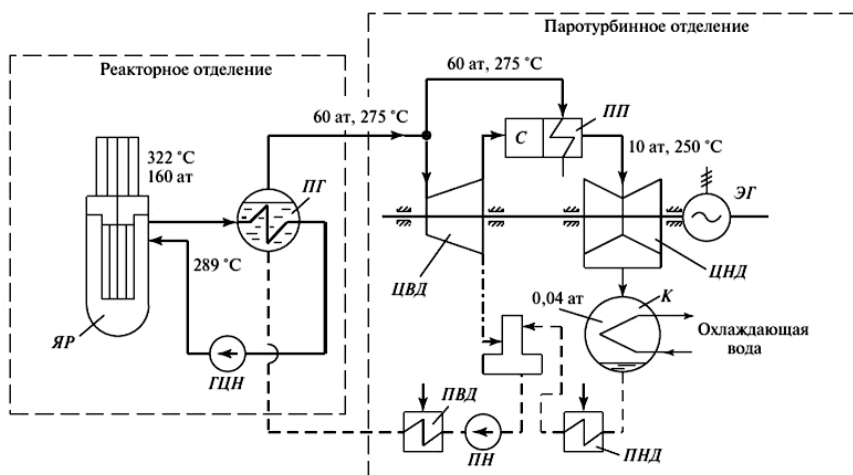 Паротурбинное отделение
Реакторное отделение
60 ат, 275 °С
60 ат, 275 °С
ПП
С
10 ат, 250 °С
322 °С
160 ат
ПГ
ЭГ
289 °С
ЦВД
ЦНД
0,04 ат
К
Охлаждающая
вода
ЯР
ГЦН
ПВД
ПН
ПНД